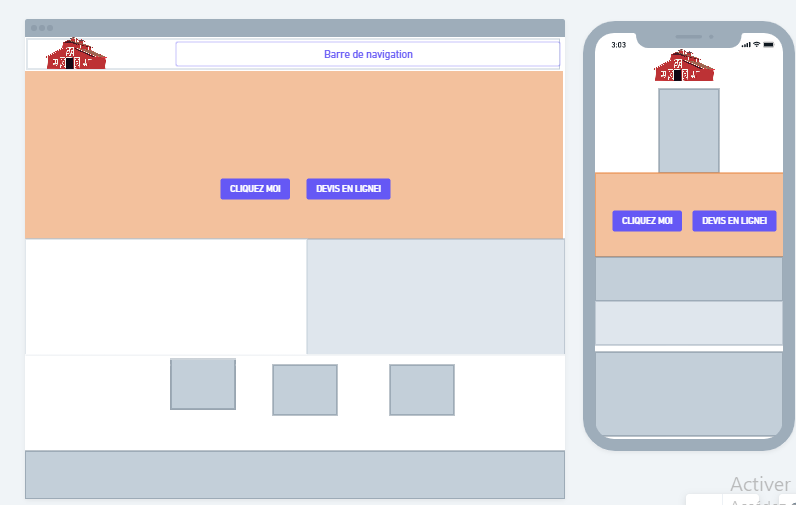 Barre de navigation
CLIQUEZ MOI
DEVIS EN LIGNE!
3:03
CLIQUEZ MOI
DEVIS EN LIGNE!
Activer